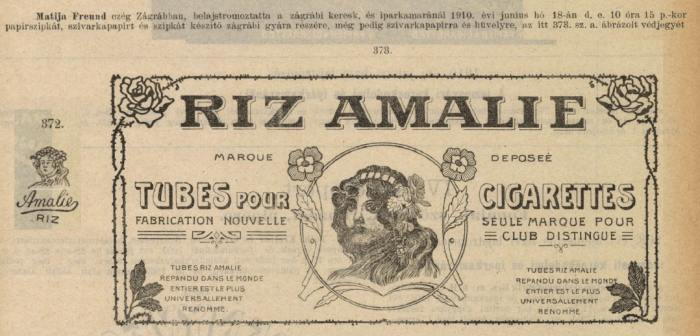 Matija Freund czég Zágrábban, belajstromoztatta a zágrábi keresk. és iparkamaránál 1910. évi junius hó 18-án d. e. 10 óra 15 p.-kor
papirszipkát, szivarkapapirt és szipkát készitő zágrábi gyára részére, még pedig szivarkapapirra és hüvelyre, az itt 373. sz. a. ábrázolt védjegyét
373.
372.
Amalie
RIZ
RIZ AMALIE
MARQUE DEPOSEÉ
TUBES POUR CIGARETTES
FABRICATION NOUVELLE
SEULE MARQUE POUR
CLUB DISTINGUE
TUBES RIZ AMALIE
REPANDU DANS LE MONDE
ENTIER EST LE PLUS
UNIVERSALLEMENT
RENOMME
TUBES RIZ AMALIE
REPANDU DANS LE MONDE
ENTIER EST LE PLUS
UNIVERSALLEMENT
RENOMME